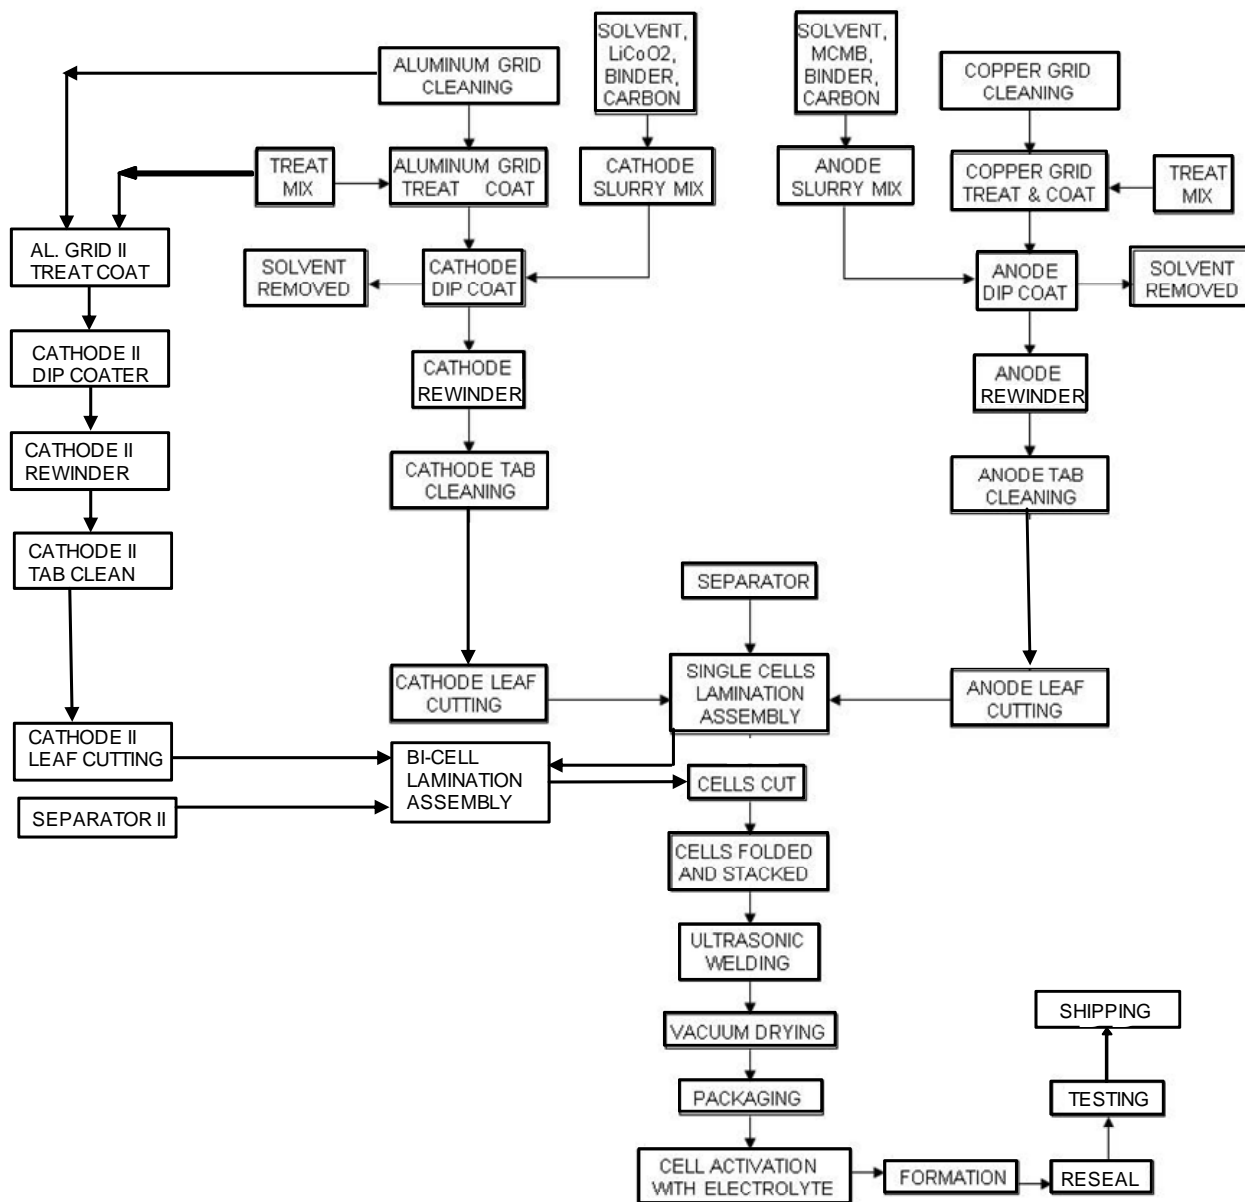 SOLVENT,
LiCoO2,
BINDER,
CARBON
SOLVENT,
MCMB,
BINDER,
CARBON
ALUMINUM GRID
CLEANING
COPPER GRID
CLEANING
TREAT
MIX
ALUMINUM GRID
TREAT COAT
CATHODE
SLURRY MIX
ANODE
SLURRY MIX
COPPER GRID
TREAT & COAT
TREAT
MIX
AL. GRID II
TREAT COAT
SOLVENT
REMOVED
CATHODE
DIP COAT
ANODE
DIP COAT
SOLVENT
REMOVED
CATHODE II
DIP COATER
CATHODE
REWINDER
ANODE
REWINDER
CATHODE II
REWINDER
CATHODE TAB
CLEANING
ANODE TAB
CLEANING
CATHODE II
TAB CLEAN
SEPARATOR
CATHODE LEAF
CUTTING
SINGLE CELLS
LAMINATION
ASSEMBLY
ANODE LEAF
CUTTING
CATHODE II
LEAF CUTTING
BI-CELL
LAMINATION
ASSEMBLY
CELLS CUT
SEPARATOR II
CELLS FOLDED
AND STACKED
ULTRASONIC
WELDING
SHIPPING
VACUUM DRYING
PACKAGING
TESTING
CELL ACTIVATION
WITH ELECTROLYTE
FORMATION
RESEAL